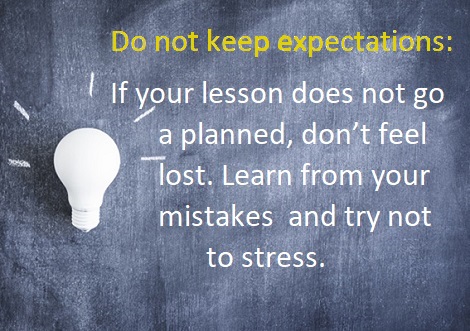 Do not keep expectations:
If your lesson does not go
a planned, don’t feel
lost. Learn from your
mistakes and try not
to stress.